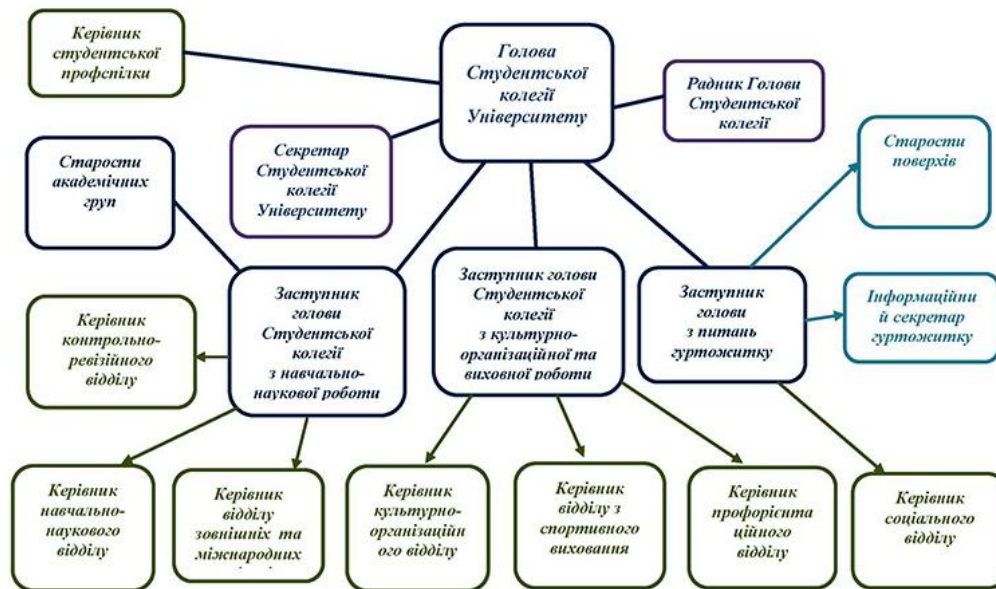 Керівник
студентської
профспілки
Голова
Студентської
колегії
Університету
Радник Голови
Студентської
колегії
Старости
академічних
груп
Секретар
Студентської
колегії
Університету
Старости
поверхів
Заступник
голови
Студентської
колегії
з навчально-
наукової роботи
Заступник голови
Студентської
колегії
з культурно-
організаційної та
виховної роботи
Заступник
голови
з питань
гуртожитку
Інформаційни
й секретар
гуртожитку
Керівник
контрольно-
ревізійного
відділу
Керівник
навчально-
наукового
відділу
Керівник
відділу
зовнішніх та
міжнародних
Керівник
культурно-
організаційн
ого відділу
Керівник
відділу з
спортивного
виховання
Керівник
профорієнта
ційного
відділу
Керівник
соціального
відділу